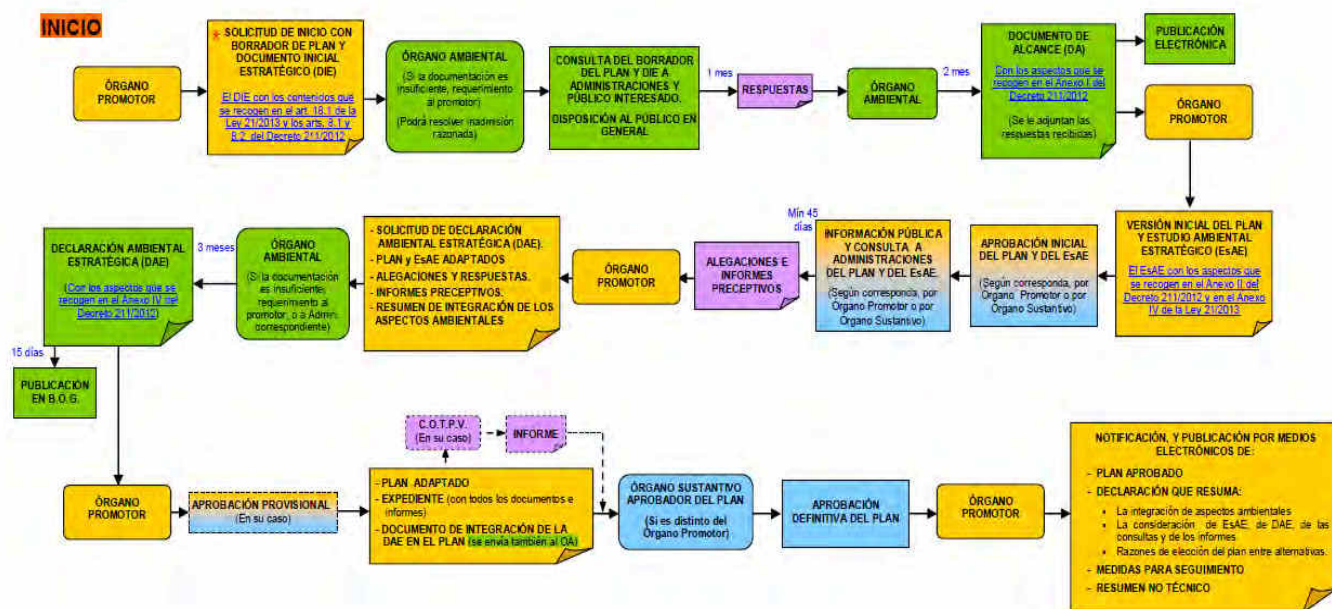 INICIO
ÓRGANO
PROMOTOR
* SOLICITUD DE INICIO CON
BORRADOR DE PLAN Y
DOCUMENTO INICIAL
ESTRATÉGICO (DIE)
El DIE con los contenidos que
se recogen en el art. 18.1 de la
Ley 21/2013 y los arts. 8.1 y
8.2 del Decreto 211/2012
ÓRGANO AMBIENTAL
(Si la documentación es
insuficiente, requerimiento
al promotor)
(Podrá resolver inadmisión
razonada)
CONSULTA DEL BORRADOR
DEL PLAN Y DIE A
ADMINISTRACIONES Y
PÚBLICO INTERESADO.
DISPOSICIÓN AL PÚBLICO EN
GENERAL
1 mes
RESPUESTAS
ÓRGANO
AMBIENTAL
2 mes
DOCUMENTO DE
ALCANCE (DA)
Con los aspectos que se
recogen en el Anexo I del
Decreto 211/2012
(Se le adjuntan las
respuestas recibidas)
PUBLICACIÓN
ELECTRÓNICA
ÓRGANO
PROMOTOR
VERSIÓN INICIAL DEL PLAN
Y ESTUDIO AMBIENTAL
ESTRATÉGICO (EsAE)
El EsAE con los aspectos que
se recogen en el Anexo II del
Decreto 211/2012 y en el Anexo
IV de la Ley 21/2013
APROBACIÓN INICIAL
DEL PLAN Y DEL EsAE
(Según corresponda, por
Órgano Promotor o por
Órgano Sustantivo)
Mín 45
días
INFORMACIÓN PÚBLICA
Y CONSULTA A
ADMINISTRACIONES DEL
PLAN Y DEL EsAE.
(Según corresponda, por
Órgano Promotor o por
Órgano Sustantivo)
ALEGACIONES E
INFORMES
PRECEPTIVOS
ÓRGANO
PROMOTOR
- SOLICITUD DE DECLARACIÓN
AMBIENTAL ESTRATÉGICA (DAE).
- PLAN y EsAE ADAPTADOS
- ALEGACIONES Y RESPUESTAS.
- INFORMES PRECEPTIVOS.
- RESUMEN DE INTEGRACIÓN DE LOS
ASPECTOS AMBIENTALES
ÓRGANO
AMBIENTAL
(Si la documentación
es insuficiente,
requerimiento al
promotor, o a Admin.
correspondiente)
3 meses
DECLARACIÓN AMBIENTAL
ESTRATÉGICA (DAE)
(Con los aspectos que se
recogen en el Anexo IV del
Decreto 211/2012)
15 días
PUBLICACIÓN
EN B.O.G.
ÓRGANO
PROMOTOR
APROBACIÓN PROVISIONAL
(En su caso)
C.O.T.P.V.
(En su caso)
INFORME
- PLAN ADAPTADO
- EXPEDIENTE (con todos los documentos e
informes)
- DOCUMENTO DE INTEGRACIÓN DE LA
DAE EN EL PLAN (se envía también al OA)
ÓRGANO SUSTANTIVO
APROBADOR DEL PLAN
(Si es distinto del
Órgano Promotor)
APROBACIÓN
DEFINITIVA DEL PLAN
ÓRGANO
PROMOTOR
NOTIFICACIÓN, Y PUBLICACIÓN POR MEDIOS
ELECTRÓNICOS DE:
- PLAN APROBADO
- DECLARACIÓN QUE RESUMA:
• La integración de aspectos ambientales
• La consideración de EsAE, de DAE, de las
consultas y de los informes
• Razones de elección del plan entre alternativas.
- MEDIDAS PARA SEGUIMIENTO
- RESUMEN NO TÉCNICO